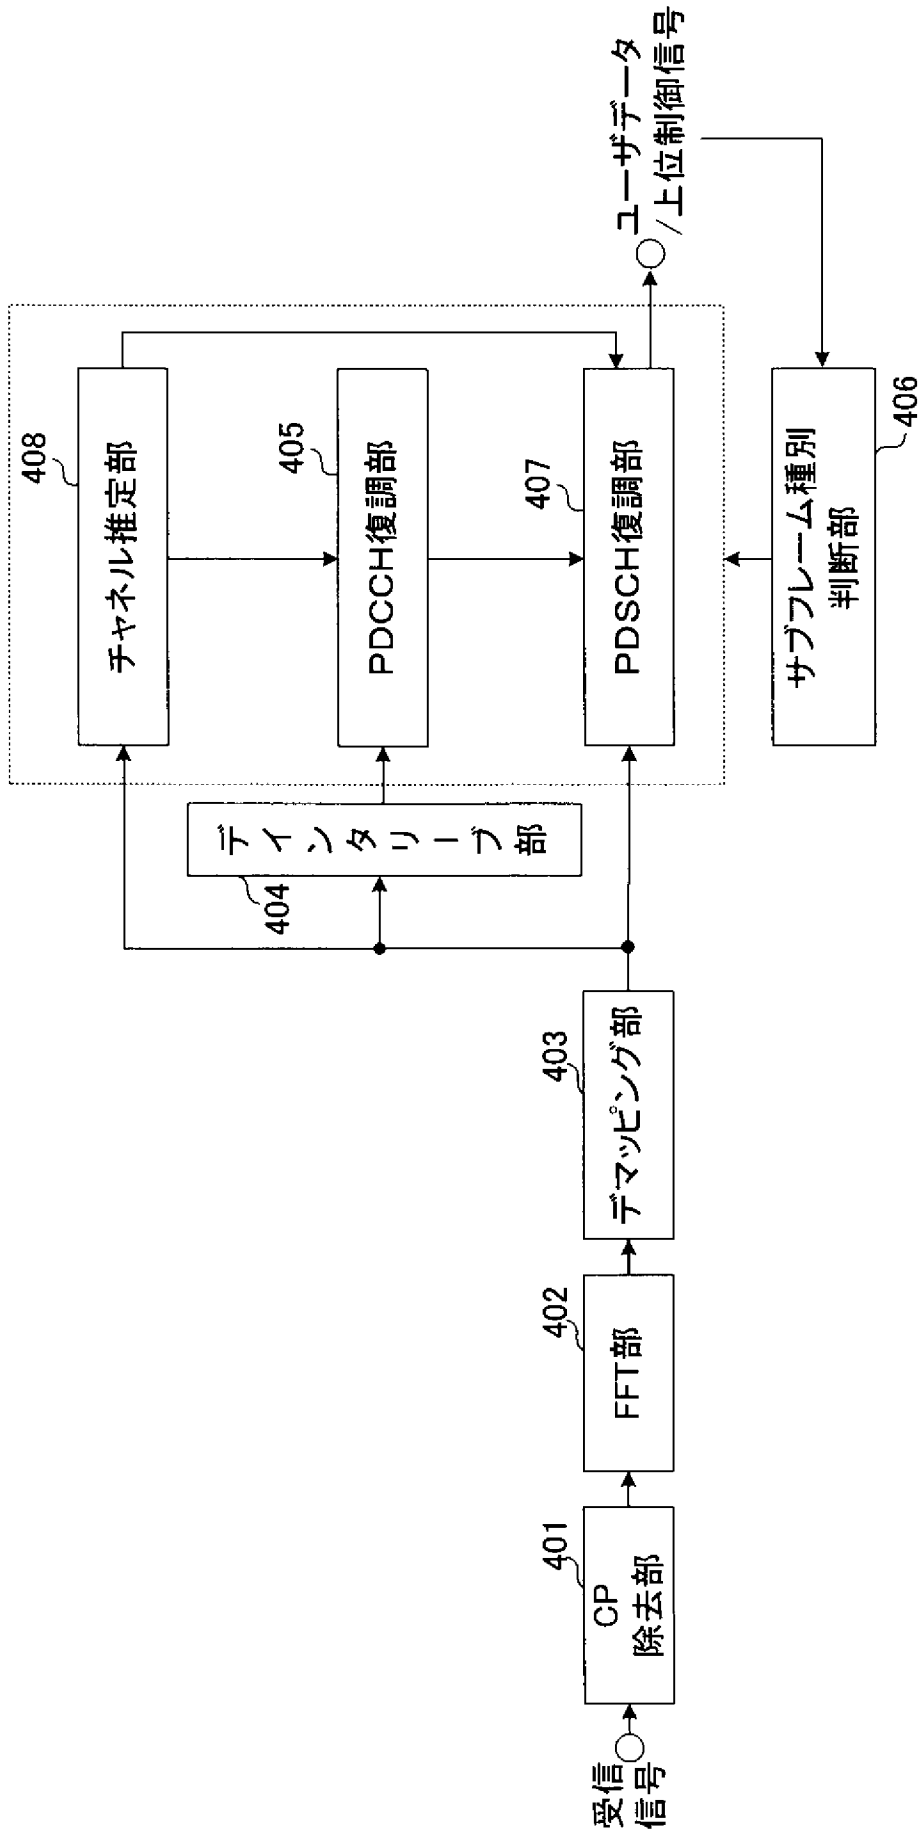 受信
信号
401
CP
除去部
402
FFT部
403
デマッピング部
404
デインタリーブ部
408
チャネル推定部
405
PDCCH復調部
407
PDSCH復調部
406
サブフレーム種別
判断部
ユーザデータ
/上位制御信号